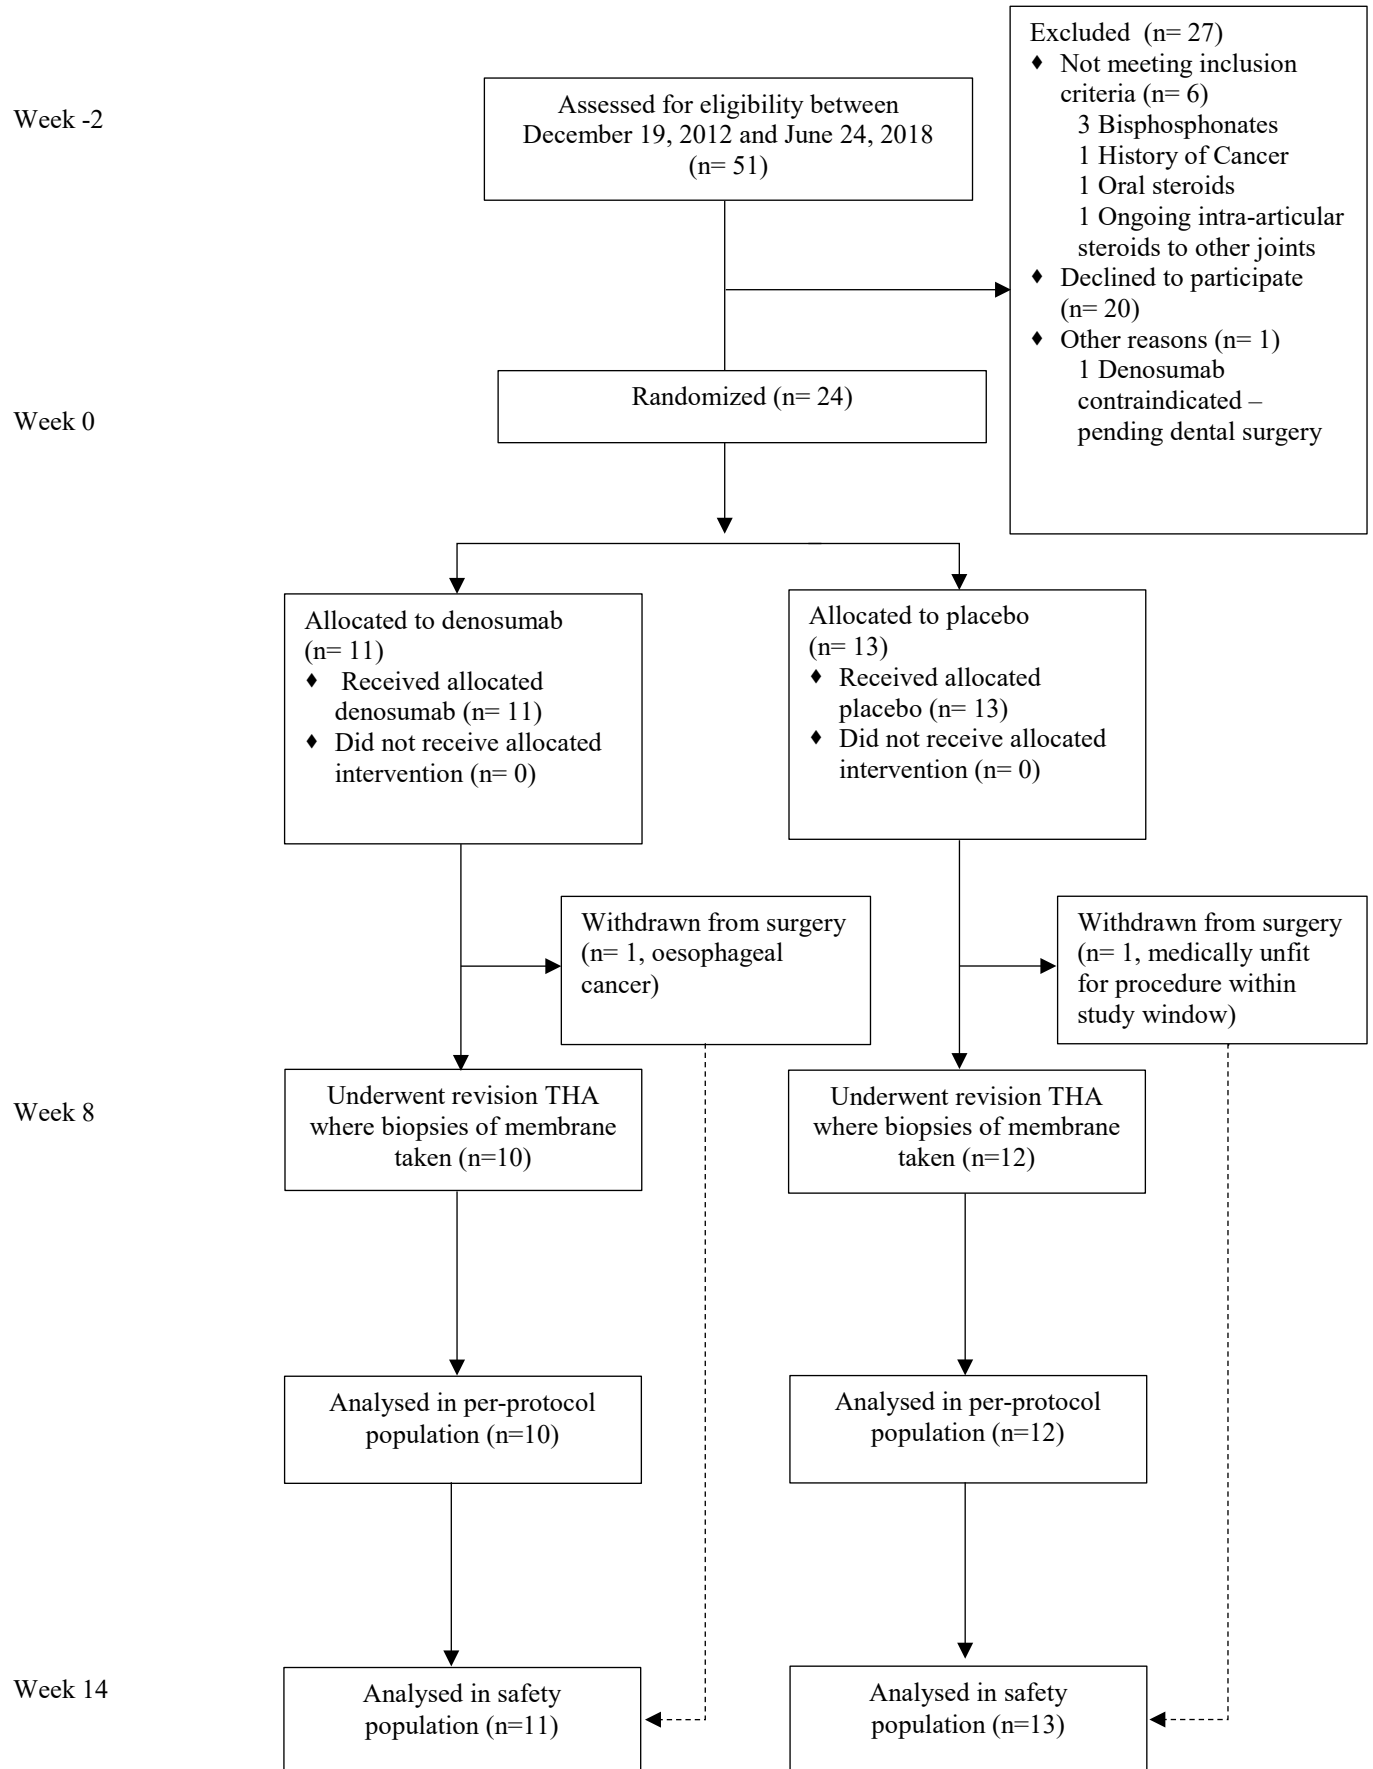 Excluded  (n= 27)
♦ Not meeting inclusion
criteria (n= 6)
3 Bisphosphonates
1 History of Cancer
1 Oral steroids
1 Ongoing intra-articular
steroids to other joints
♦ Declined to participate
(n= 20)
♦ Other reasons (n= 1)
1 Denosumab
contraindicated –
pending dental surgery
Week -2
Assessed for eligibility between
December 19, 2012 and June 24, 2018
(n= 51)
Week 0
Randomized (n= 24)
Allocated to denosumab
(n= 11)
♦ Received allocated
denosumab (n= 11)
♦ Did not receive allocated
intervention (n= 0)
Allocated to placebo
(n= 13)
♦ Received allocated
placebo (n= 13)
♦ Did not receive allocated
intervention (n= 0)
Withdrawn from surgery
(n= 1, oesophageal
cancer)
Withdrawn from surgery
(n= 1, medically unfit
for procedure within
study window)
Week 8
Underwent revision THA
where biopsies of membrane
taken (n=10)
Underwent revision THA
where biopsies of membrane
taken (n=12)
Analysed in per-protocol
population (n=10)
Analysed in per-protocol
population (n=12)
Week 14
Analysed in safety
population (n=11)
Analysed in safety
population (n=13)